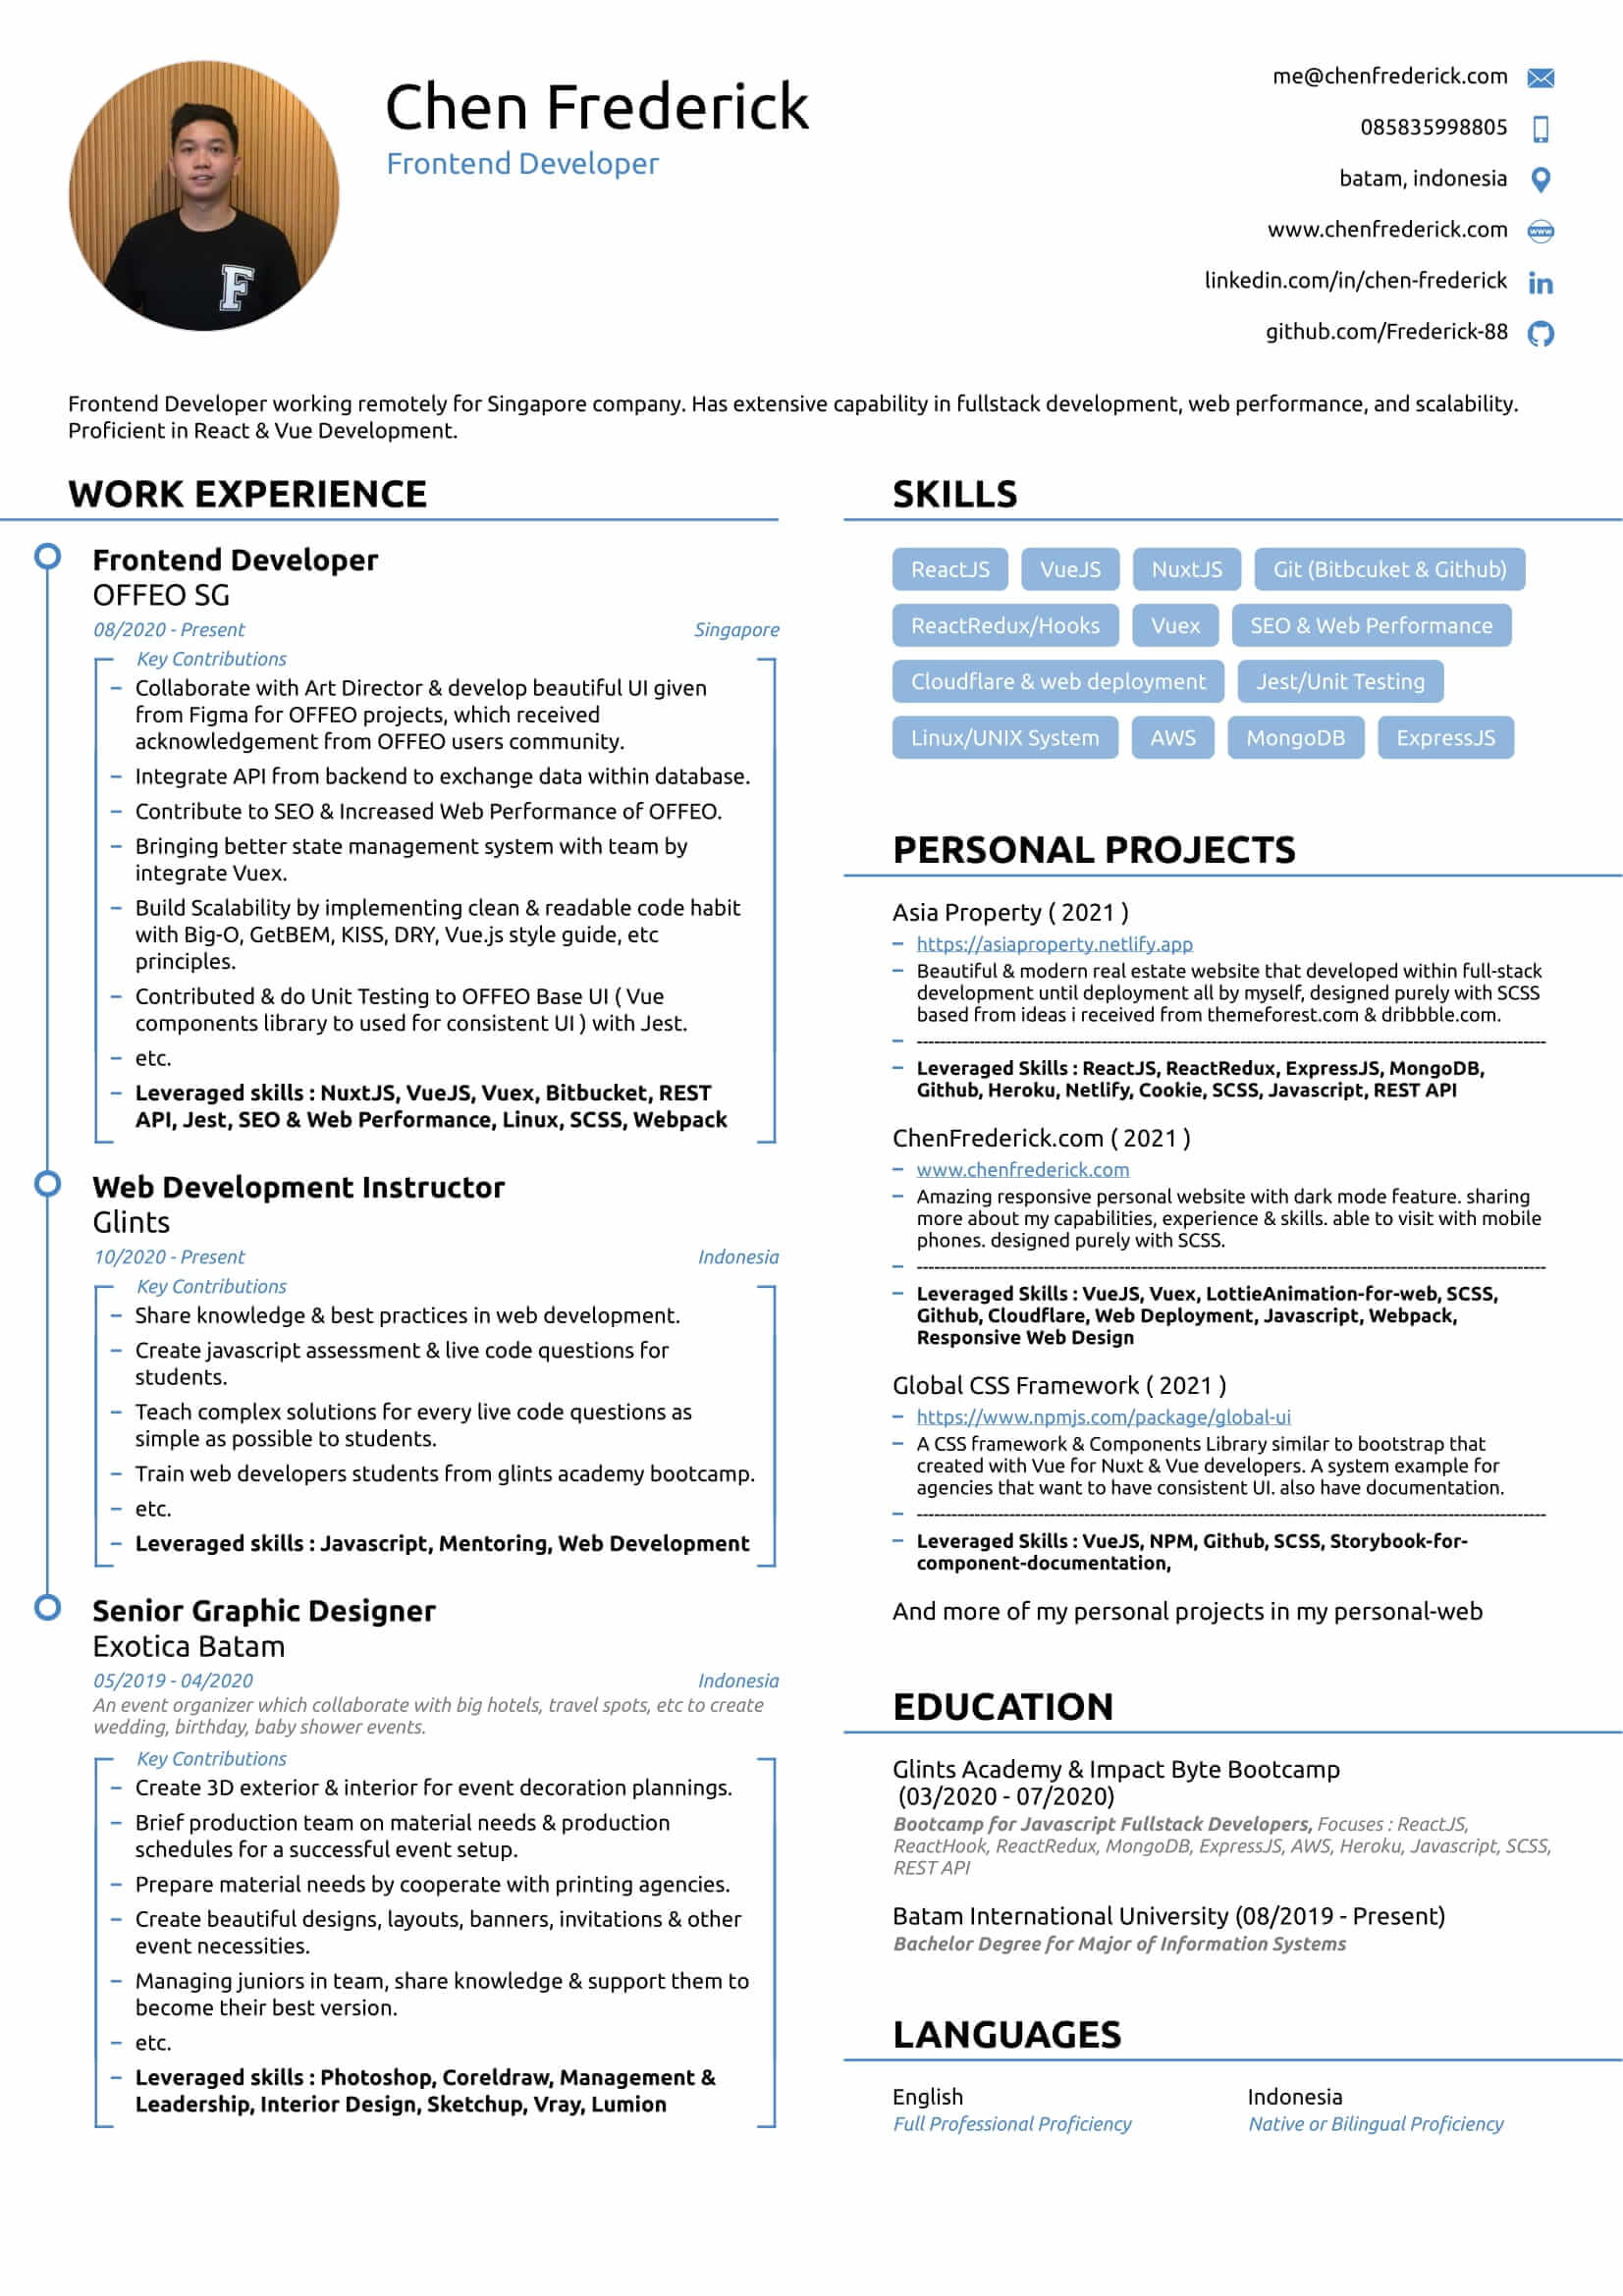 Chen Frederick
Frontend Developer
me@chenfrederick.com
085835998805
batam, indonesia
www.chenfrederick.com
www
linkedin.com/in/chen-frederick
in
github.com/Frederick-88
F
Frontend Developer working remotely for Singapore company. Has extensive capability in fullstack development, web performance, and scalability.
Proficient in React & Vue Development.
WORK EXPERIENCE
Frontend Developer
OFFEO SG
08/2020 - Present
Singapore
Key Contributions
– Collaborate with Art Director & develop beautiful UI given
from Figma for OFFEO projects, which received
acknowledgement from OFFEO users community.
– Integrate API from backend to exchange data within database.
– Contribute to SEO & Increased Web Performance of OFFEO.
– Bringing better state management system with team by
integrate Vuex.
– Build Scalability by implementing clean & readable code habit
with Big-O, GetBEM, KISS, DRY, Vue.js style guide, etc
principles.
– Contributed & do Unit Testing to OFFEO Base UI ( Vue
components library to used for consistent UI ) with Jest.
– etc.
– Leveraged skills : NuxtJS, VueJS, Vuex, Bitbucket, REST
API, Jest, SEO & Web Performance, Linux, SCSS, Webpack
Web Development Instructor
Glints
10/2020 - Present
Indonesia
Key Contributions
– Share knowledge & best practices in web development.
– Create javascript assessment & live code questions for
students.
– Teach complex solutions for every live code questions as
simple as possible to students.
– Train web developers students from glints academy bootcamp.
– etc.
– Leveraged skills : Javascript, Mentoring, Web Development
Senior Graphic Designer
Exotica Batam
05/2019 - 04/2020
Indonesia
An event organizer which collaborate with big hotels, travel spots, etc to create
wedding, birthday, baby shower events.
Key Contributions
– Create 3D exterior & interior for event decoration plannings.
– Brief production team on material needs & production
schedules for a successful event setup.
– Prepare material needs by cooperate with printing agencies.
– Create beautiful designs, layouts, banners, invitations & other
event necessities.
– Managing juniors in team, share knowledge & support them to
become their best version.
– etc.
– Leveraged skills : Photoshop, Coreldraw, Management &
Leadership, Interior Design, Sketchup, Vray, Lumion
SKILLS
ReactJS
VueJS
NuxtJS
Git (Bitbcuket & Github)
ReactRedux/Hooks
Vuex
SEO & Web Performance
Cloudflare & web deployment
Jest/Unit Testing
Linux/UNIX System
AWS
MongoDB
ExpressJS
PERSONAL PROJECTS
Asia Property ( 2021 )
– https://asiaproperty.netlify.app
– Beautiful & modern real estate website that developed within full-stack
development until deployment all by myself, designed purely with SCSS
based from ideas i received from themeforest.com & dribbble.com.
– ---------------------------------------------------------------
– Leveraged Skills : ReactJS, ReactRedux, ExpressJS, MongoDB,
Github, Heroku, Netlify, Cookie, SCSS, Javascript, REST API
ChenFrederick.com ( 2021 )
– www.chenfrederick.com
– Amazing responsive personal website with dark mode feature. sharing
more about my capabilities, experience & skills. able to visit with mobile
phones. designed purely with SCSS.
– ---------------------------------------------------------------
– Leveraged Skills : VueJS, Vuex, LottieAnimation-for-web, SCSS,
Github, Cloudflare, Web Deployment, Javascript, Webpack,
Responsive Web Design
Global CSS Framework ( 2021 )
– https://www.npmjs.com/package/global-ui
– A CSS framework & Components Library similar to bootstrap that
created with Vue for Nuxt & Vue developers. A system example for
agencies that want to have consistent UI. also have documentation.
– ---------------------------------------------------------------
– Leveraged Skills : VueJS, NPM, Github, SCSS, Storybook-for-
component-documentation,
And more of my personal projects in my personal-web
EDUCATION
Glints Academy & Impact Byte Bootcamp
(03/2020 - 07/2020)
Bootcamp for Javascript Fullstack Developers, Focuses : ReactJS,
ReactHook, ReactRedux, MongoDB, ExpressJS, AWS, Heroku, Javascript, SCSS,
REST API
Batam International University (08/2019 - Present)
Bachelor Degree for Major of Information Systems
LANGUAGES
English
Full Professional Proficiency
Indonesia
Native or Bilingual Proficiency